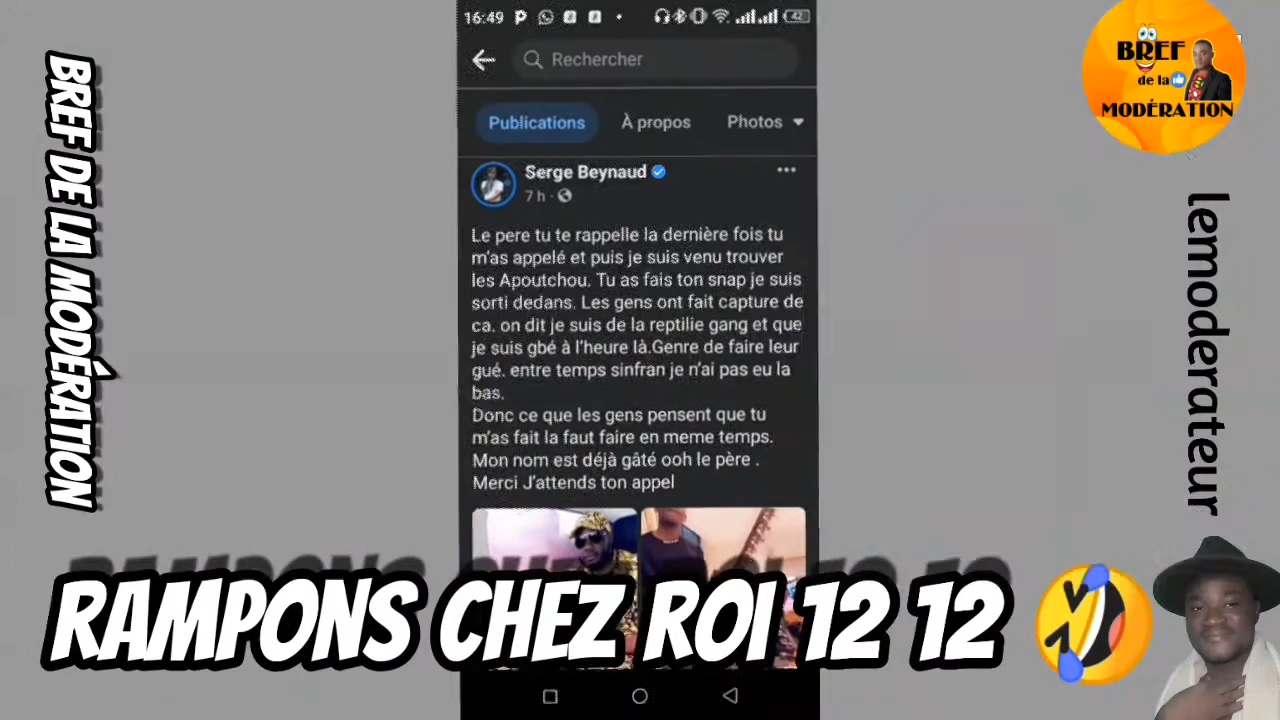 16:49
42
Rechercher
Publications
À propos
Photos
Serge Beynaud
7 h
Le pere tu te rappelle la dernière fois tu
m'as appelé et puis je suis venu trouver
les Apoutchou. Tu as fais ton snap je suis
sorti dedans. Les gens ont fait capture de
ca. on dit je suis de la reptilie gang et que
je suis gbé à l'heure là.Genre de faire leur
gué. entre temps sinfran je n'ai pas eu la
bas.
Donc ce que les gens pensent que tu
m'as fait la faut faire en meme temps.
Mon nom est déjà gâté ooh le père .
Merci J'attends ton appel
BREF DE LA MODÉRATION
BREF
de la
MODÉRATION
lemoderateur
RAMPONS CHEZ ROI 12 12